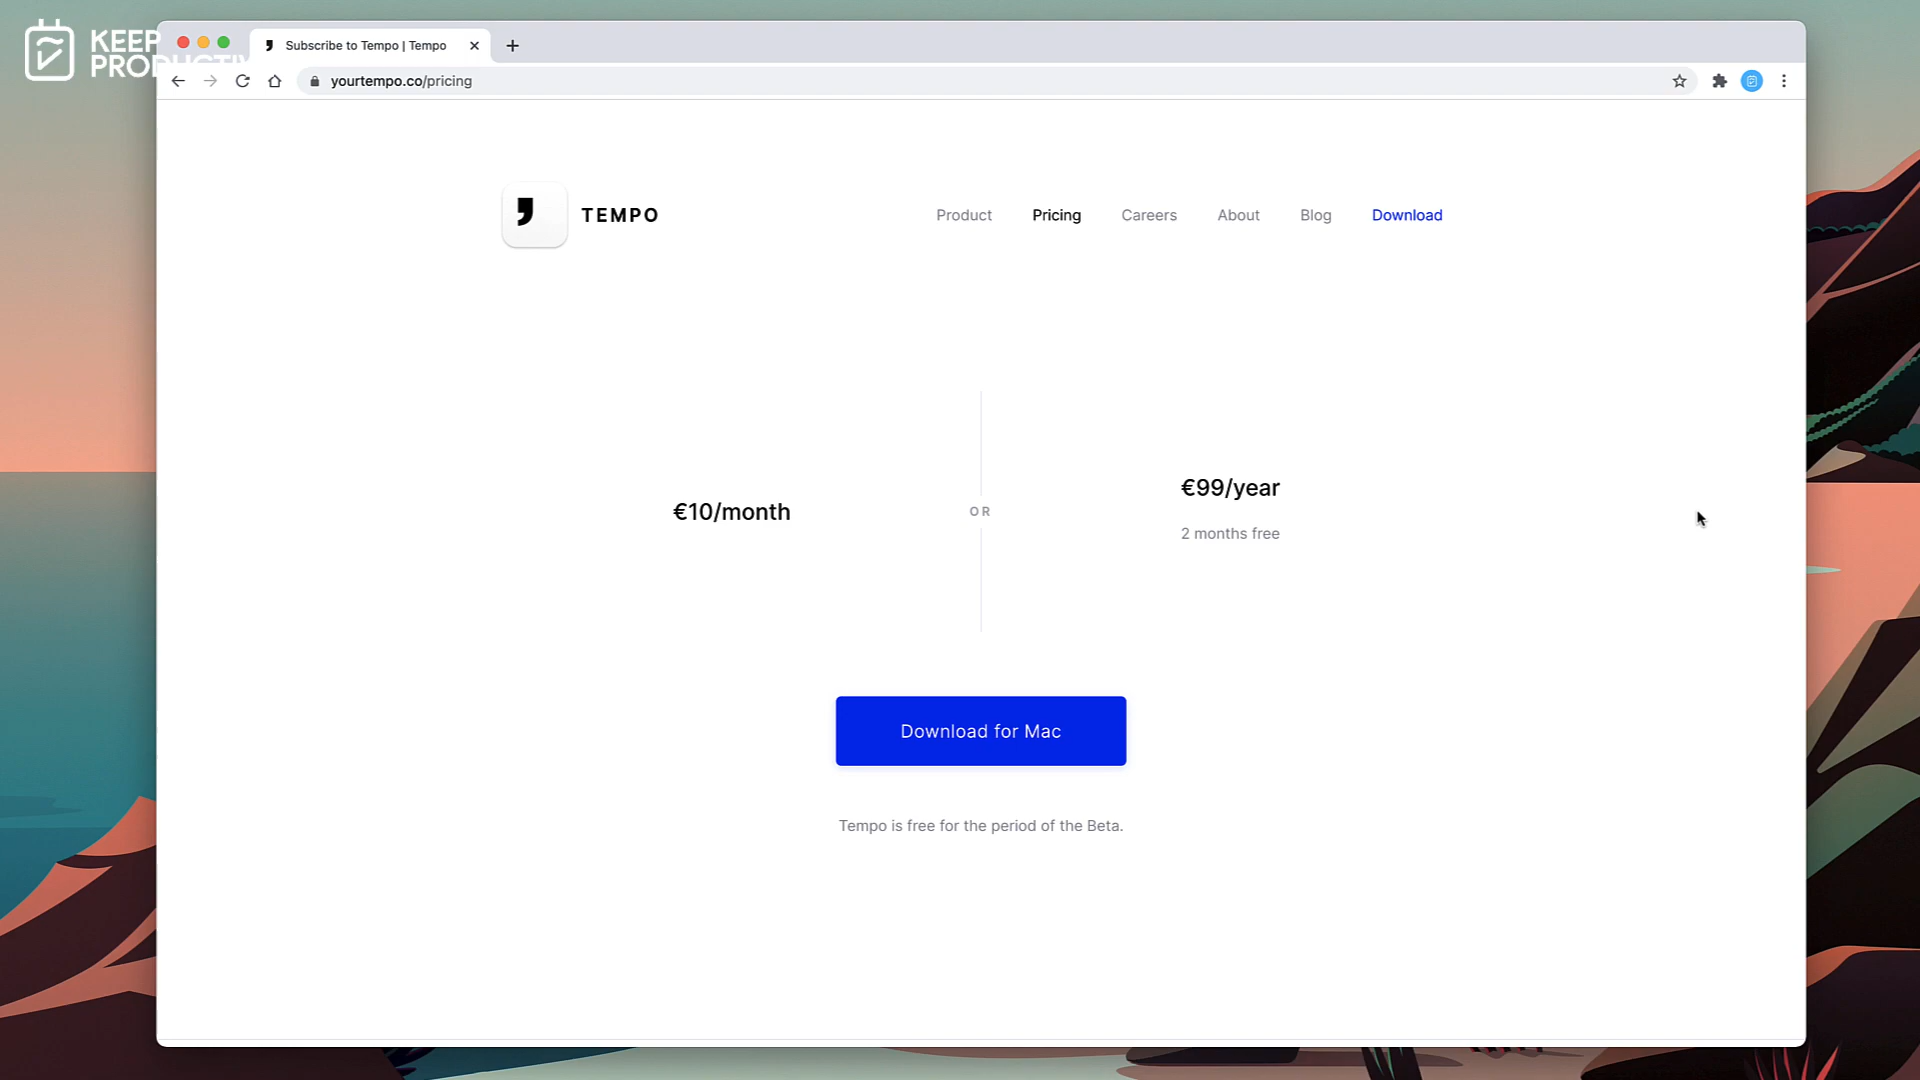 KEEP
PRODUCTIV
Subscribe to Tempo | Tempo
yourtempo.co/pricing
TEMPO
Product
Pricing
Careers
About
Blog
Download
€10/month
OR
€99/year
2 months free
Download for Mac
Tempo is free for the period of the Beta.